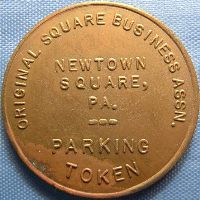 ORIGINAL SQUARE BUSINESS ASSN.
NEWTOWN
SQUARE,
PA.
PARKING
TOKEN